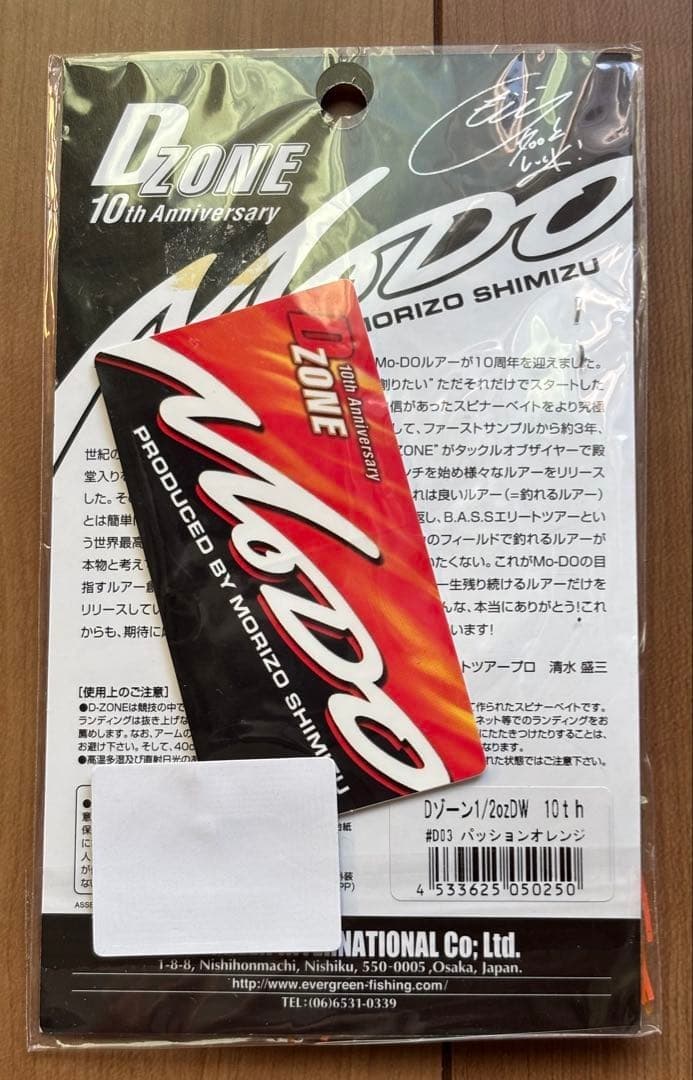 D ZONE
10th Anniversary
Good Luck!
Mo-DO
MORIZO SHIMIZU
Mo-DOルアーが10周年を迎えました。
創りたい"ただそれだけでスタートした
信があったスピナーベイトをより究極
して、ファーストサンプルから約3年、
世紀の
ZONE"がタックルオブザイヤーで殿
堂入り
ンチを始め様々なルアーをリリース
した。そ
れは良いルアー(=釣れるルアー)
とは簡単
返し、B.A.S.Sエリートツアーとい
う世界最高
のフィールドで釣れるルアーが
本物と考え
いたくない。これがMo-DOの目
指すルアー創
一生残り続けるルアーだけを
リリースしてい
んな、本当にありがとう!これ
からも、期待に
います!
トツアープロ 清水 盛三
D ZONE
10th Anniversary
MoDO
PRODUCED BY MORIZO SHIMIZU
[使用上のご注意]
●D-ZONEは競技の中で
て作られたスピナーベイトです。
ランディングは抜き上げ
ネット等でのランディングをお
薦めします。なお、アームの
にたたきつけたりすることは、
お避け下さい。そして、40c
なります。
●高温多湿及び直射日光の
れた状態ではご注意下さい。
Dゾーン1/2ozDW 10th
#D03 パッションオレンジ
4 533625 050250
NATIONAL Co; Ltd.
1-8-8, Nishihonmachi, Nishiku, 550-0005 ,Osaka, Japan.
http://www.evergreen-fishing.com/
TEL:(06)6531-0339